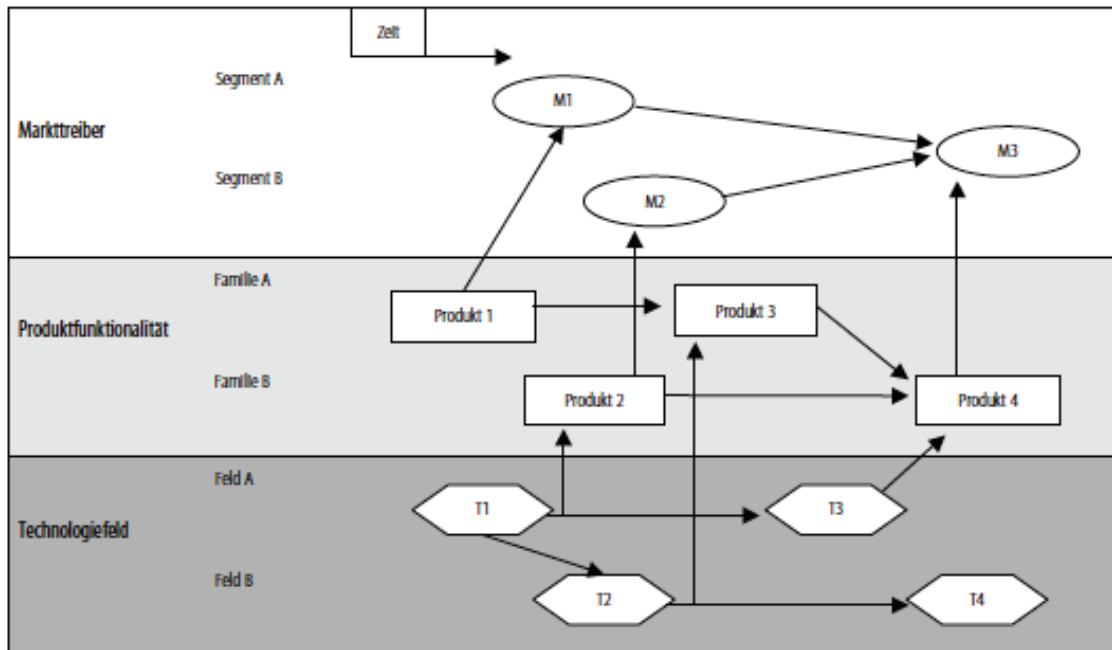 Zeit
Segment A
M1
Markttreiber
M3
Segment B
M2
Familie A
Produkt 1
Produkt 3
Produktfunktionalität
Familie B
Produkt 2
Produkt 4
Feld A
T1
T3
Technologiefeld
Feld B
T2
T4